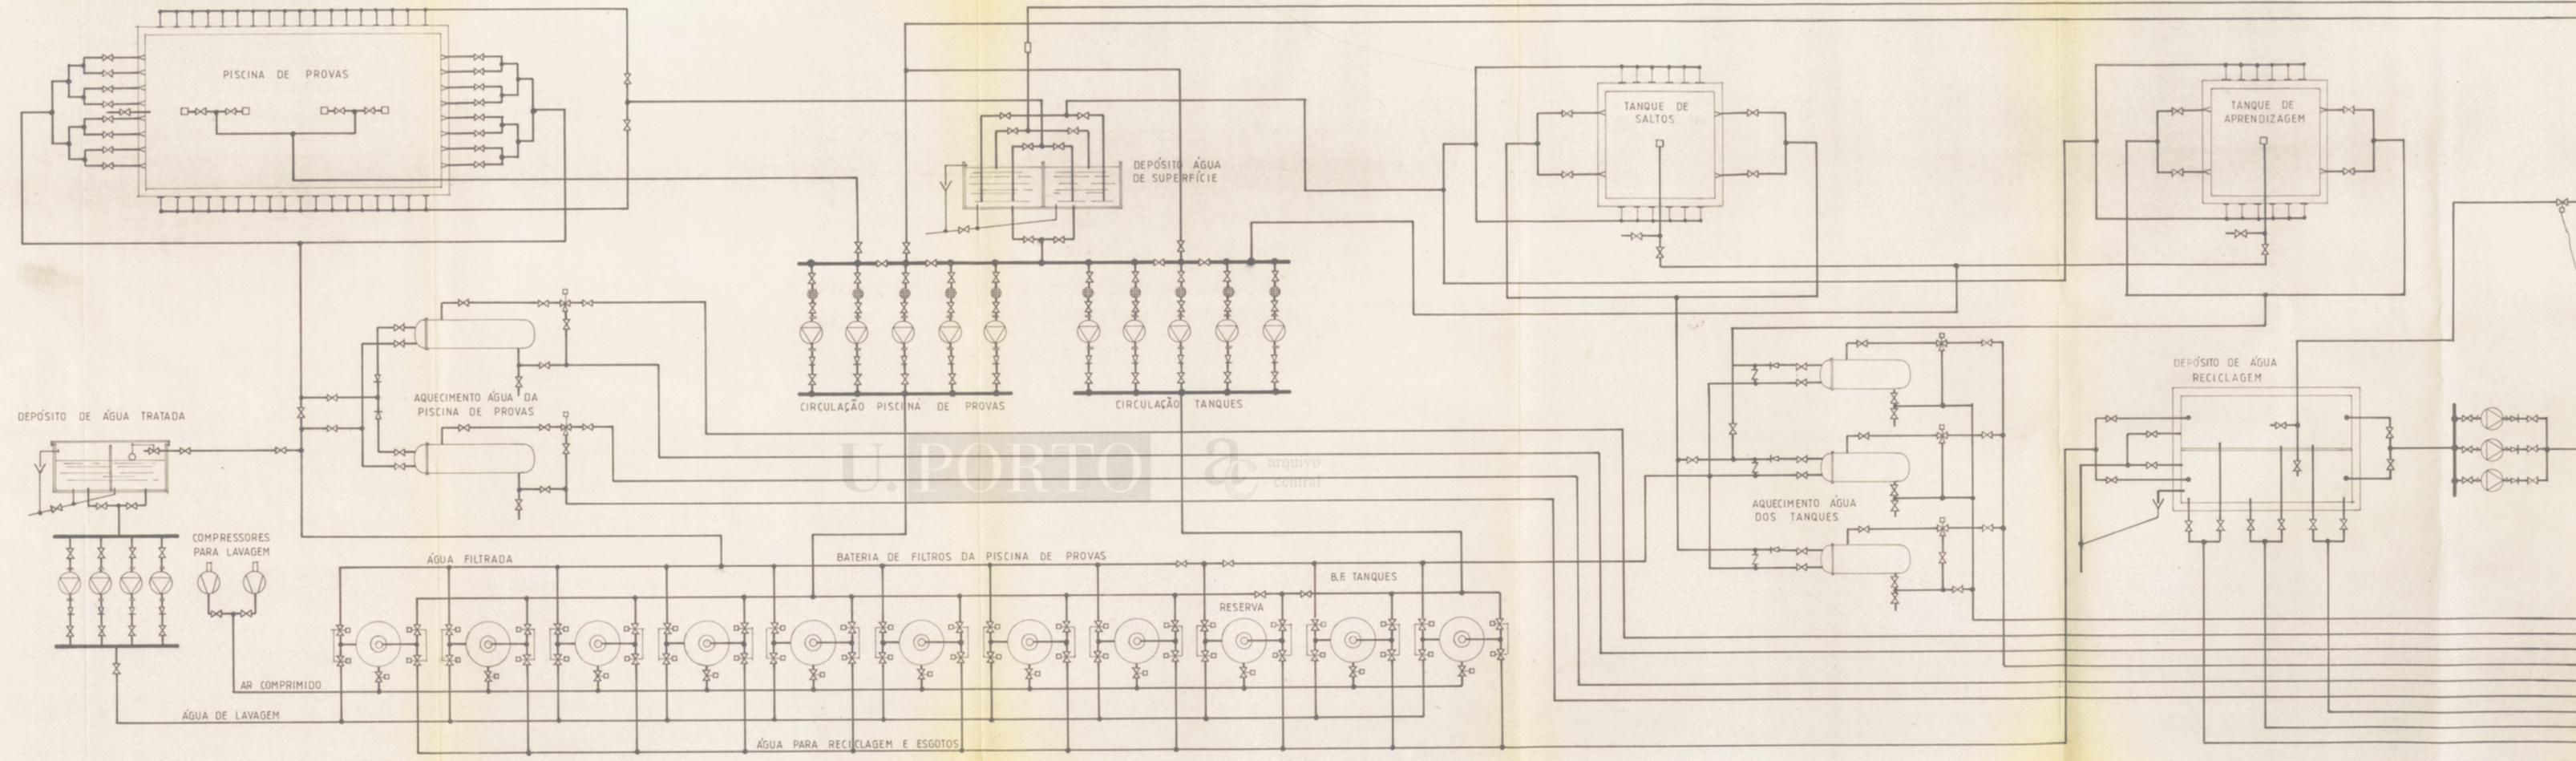 PISCINA DE PROVAS
DEPÓSITO ÁGUA
DE SUPERFÍCIE
TANQUE DE
SALTOS
TANQUE DE
APRENDIZAGEM
DEPÓSITO DE ÁGUA TRATADA
AQUECIMENTO ÁGUA DA
PISCINA DE PROVAS
CIRCULAÇÃO PISCINA DE PROVAS
CIRCULAÇÃO TANQUES
DEPÓSITO DE ÁGUA
RECICLAGEM
U. PORTO
ac
arquivo
central
AQUECIMENTO ÁGUA
DOS TANQUES
COMPRESSORES
PARA LAVAGEM
ÁGUA FILTRADA
BATERIA DE FILTROS DA PISCINA DE PROVAS
B.F. TANQUES
RESERVA
AR COMPRIMIDO
ÁGUA DE LAVAGEM
ÁGUA PARA RECICLAGEM E ESGOTOS